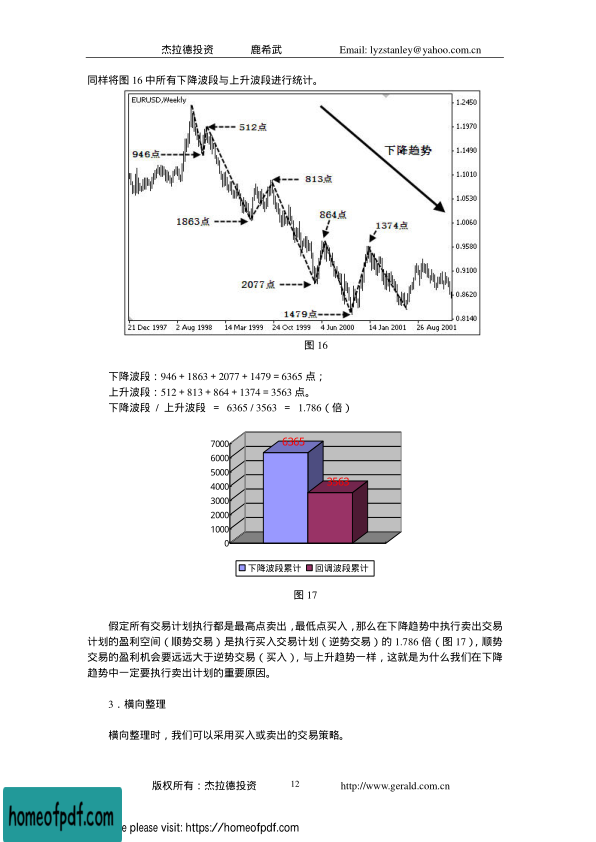 杰拉德投资 鹿希武 Email: lyzstanley@yahoo.com.cn
同样将图 16 中所有下降波段与上升波段进行统计。
EURUSD,Weekly
1.2450
512点
1.1970
946点
下降趋势
1.1490
813点
1.1010
1.0530
1863点
864点
1.0060
1374点
0.9580
2077点
0.9100
0.8620
1479点
0.8140
21 Dec 1997 2 Aug 1998 14 Mar 1999 24 Oct 1999 4 Jun 2000 14 Jan 2001 26 Aug 2001
图 16
下降波段：946+1863+2077+1479=6365 点；
上升波段：512+813+864+1374=3563 点。
下降波段 / 上升波段 = 6365 / 3563 = 1.786（倍）
7000
6000
5000
4000
3000
2000
1000
0
6365
3563
下降波段累计 回调波段累计
图 17
假定所有交易计划执行都是最高点卖出，最低点买入，那么在下降趋势中执行卖出交易
计划的盈利空间（顺势交易）是执行买入交易计划（逆势交易）的 1.786 倍（图 17），顺势
交易的盈利机会要远远大于逆势交易（买入），与上升趋势一样，这就是为什么我们在下降
趋势中一定要执行卖出计划的重要原因。
3．横向整理
横向整理时，我们可以采用买入或卖出的交易策略。
版权所有：杰拉德投资 12 http://www.gerald.com.cn
homeofpdf.com
e please visit: https://homeofpdf.com